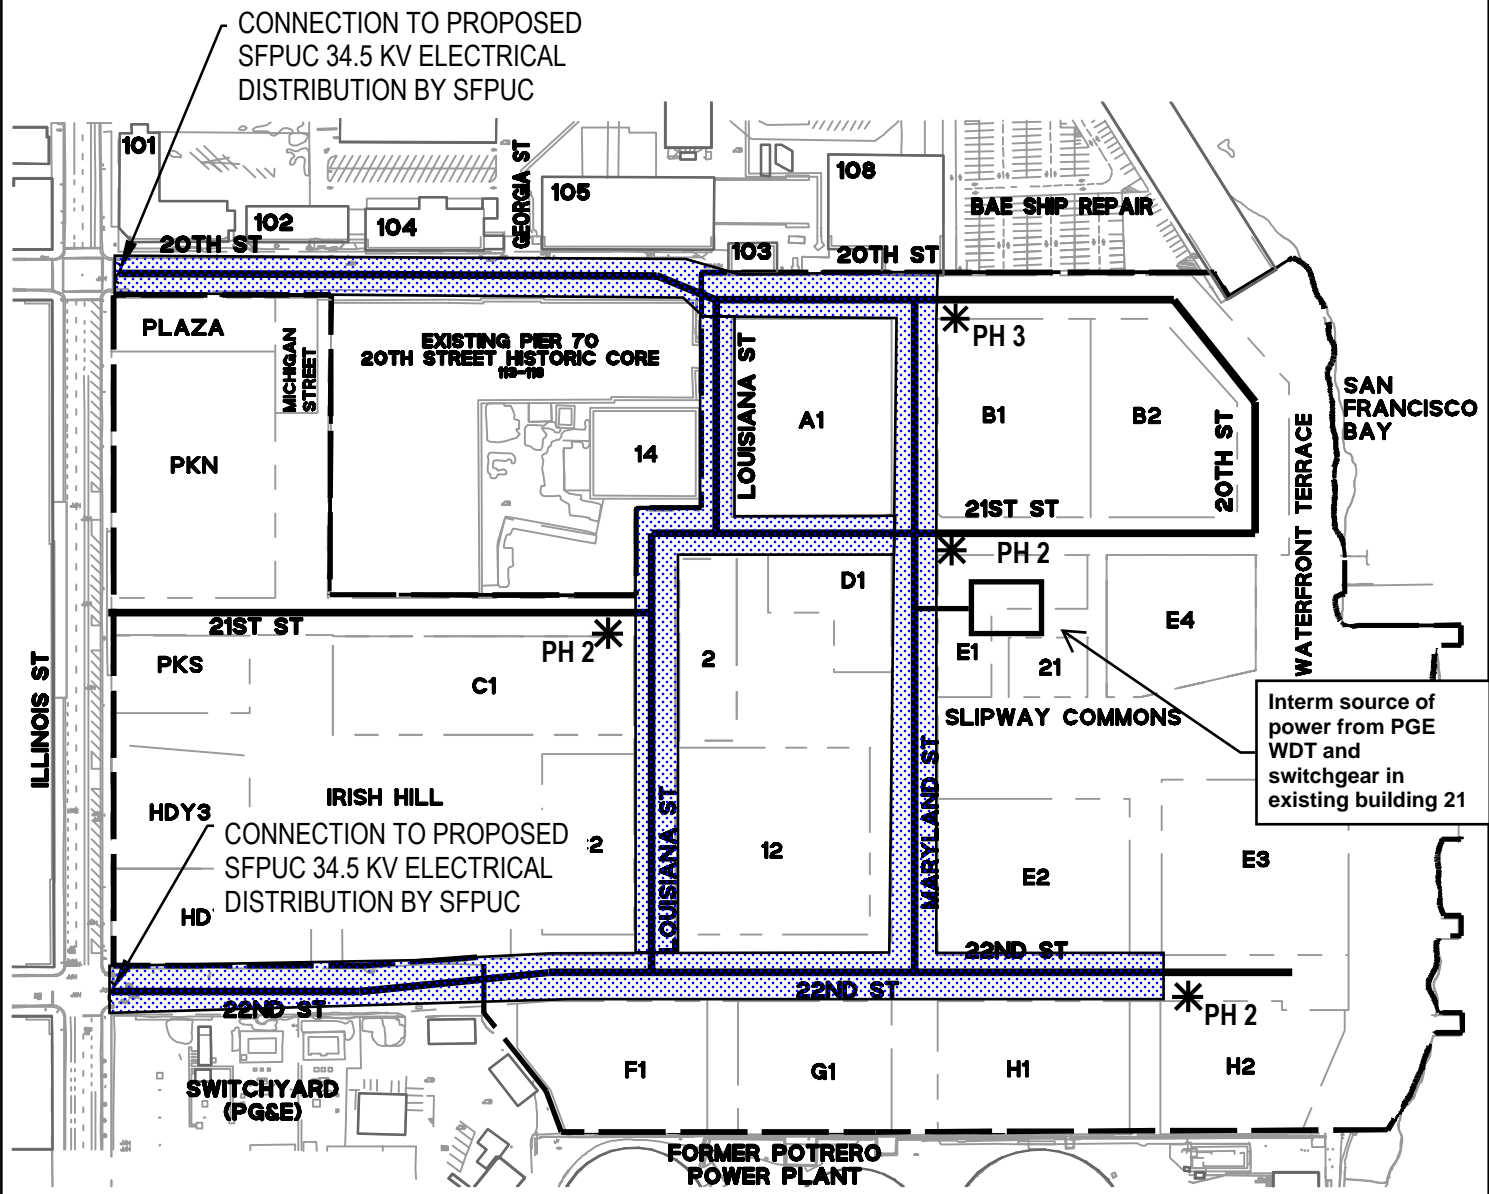 CONNECTION TO PROPOSED
SFPUC 34.5 KV ELECTRICAL
DISTRIBUTION BY SFPUC
101
102
104
GEORGIA ST
105
103
108
BAE SHIP REPAIR
20TH ST
20TH ST
PLAZA
MICHIGAN
STREET
EXISTING PIER 70
20TH STREET HISTORIC CORE
PH 3
LOUISIANA ST
A1
B1
B2
20TH ST
SAN
FRANCISCO
BAY
PKN
14
21ST ST
WATERFRONT TERRACE
PH 2
D1
21ST ST
PH 2
E1
21
E4
PKS
C1
2
ILLINOIS ST
SLIPWAY COMMONS
Interm source of
power from PGE
WDT and
switchgear in
existing building 21
IRISH HILL
HDY3
CONNECTION TO PROPOSED
SFPUC 34.5 KV ELECTRICAL
DISTRIBUTION BY SFPUC
2
HD
LOUISIANA ST
12
MARYLAND ST
E2
E3
22ND ST
22ND ST
22ND ST
PH 2
SWITCHYARD
(PG&E)
F1
G1
H1
H2
FORMER POTRERO
POWER PLANT